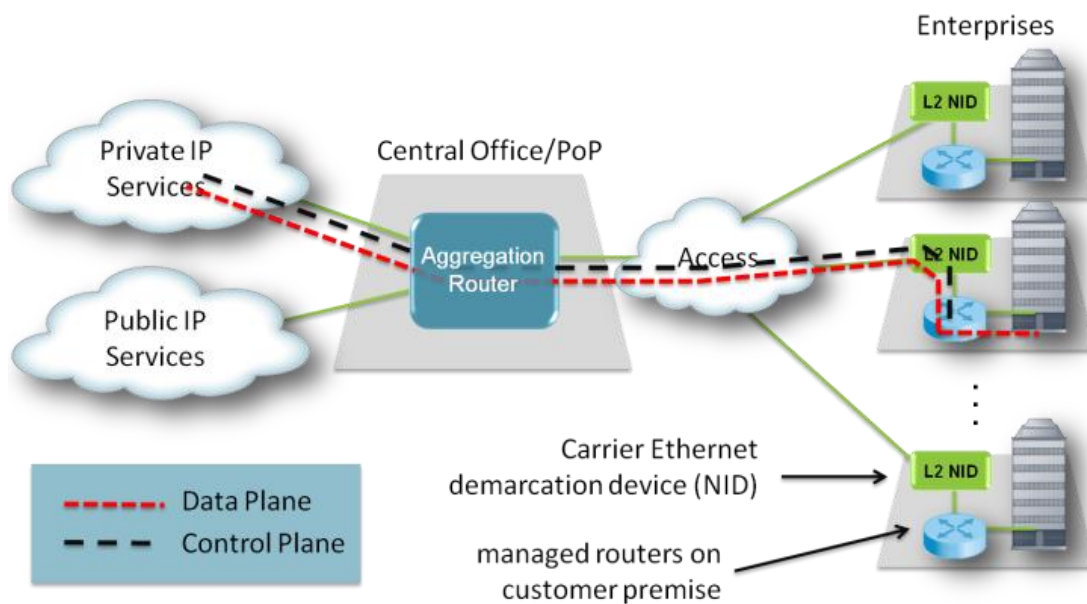 Enterprises
L2 NID
Private IP
Services
Central Office/PoP
Aggregation
Router
Access
L2 NID
Public IP
Services
Carrier Ethernet
demarcation device (NID)
L2 NID
managed routers on
customer premise
Data Plane
Control Plane